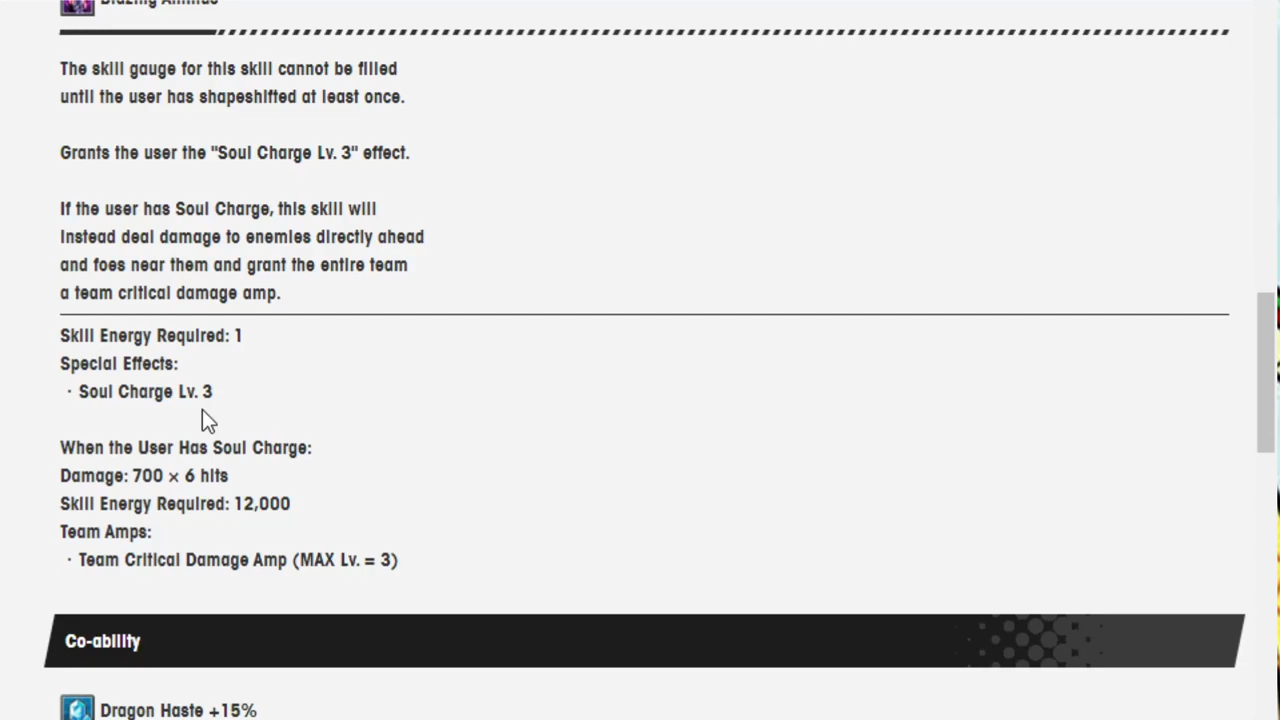 The skill gauge for this skill cannot be filled
until the user has shapeshifted at least once.
Grants the user the "Soul Charge Lv. 3" effect.
If the user has Soul Charge, this skill will
instead deal damage to enemies directly ahead
and foes near them and grant the entire team
a team critical damage amp.
Skill Energy Required: 1
Special Effects:
・Soul Charge Lv. 3
When the User Has Soul Charge:
Damage: 700 × 6 hits
Skill Energy Required: 12,000
Team Amps:
・Team Critical Damage Amp (MAX Lv. = 3)
Co-ability
Dragon Haste +15%